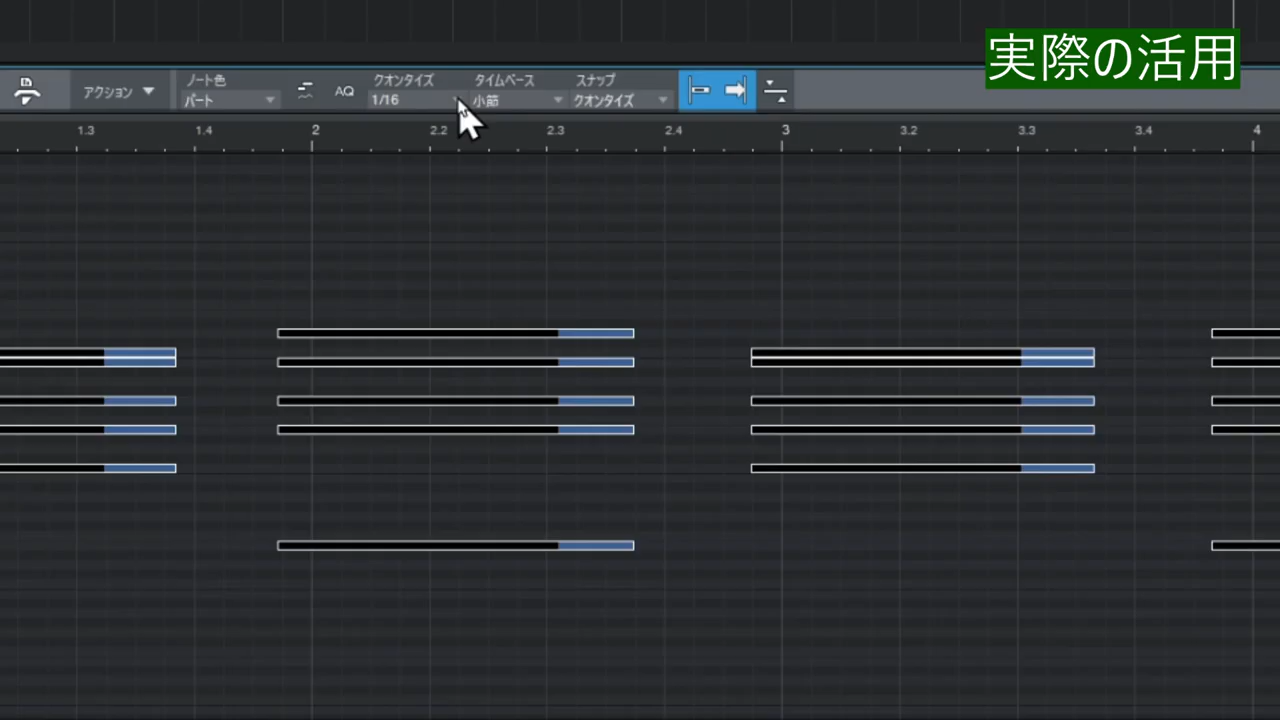 実際の活用
アクション
ノート色
パート
AQ
クオンタイズ
1/16
タイムベース
小節
スナップ
クオンタイズ
1.3 1.4 2 2.2 2.3 2.4 3 3.2 3.3 3.4 4